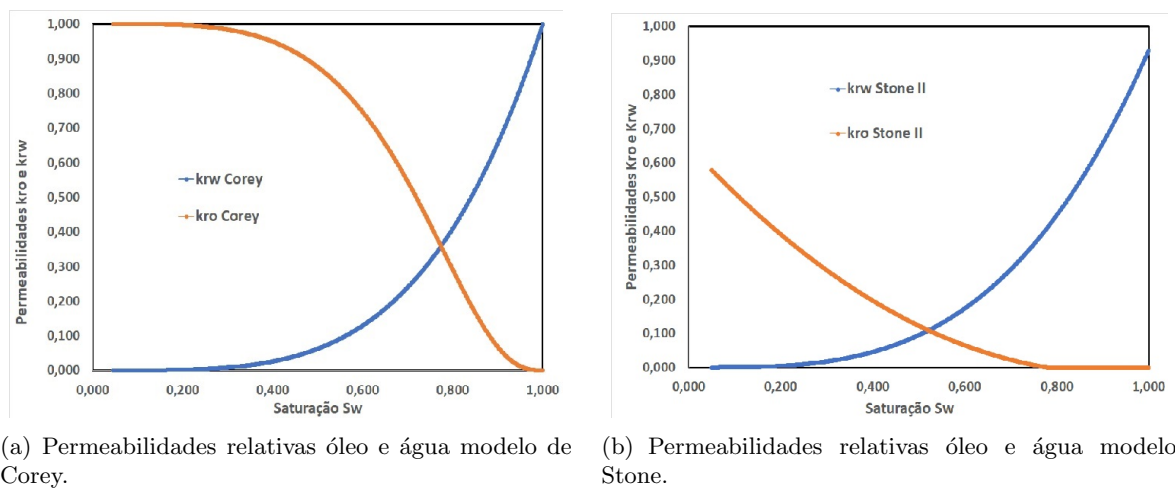 1,000
0,900
0,800
0,700
0,600
0,500
0,400
0,300
0,200
0,100
0,000
Permeabilidades kro e krw
krw Corey
kro Corey
0,000 0,200 0,400 0,600 0,800 1,000
Saturação Sw
1,000
0,900
0,800
0,700
0,600
0,500
0,400
0,300
0,200
0,100
0,000
Permeabilidades Kro e Krw
krw Stone II
kro Stone II
0,000 0,200 0,400 0,600 0,800 1,000
Saturação Sw
(a) Permeabilidades relativas óleo e água modelo de
Corey.
(b) Permeabilidades relativas óleo e água modelo
Stone.